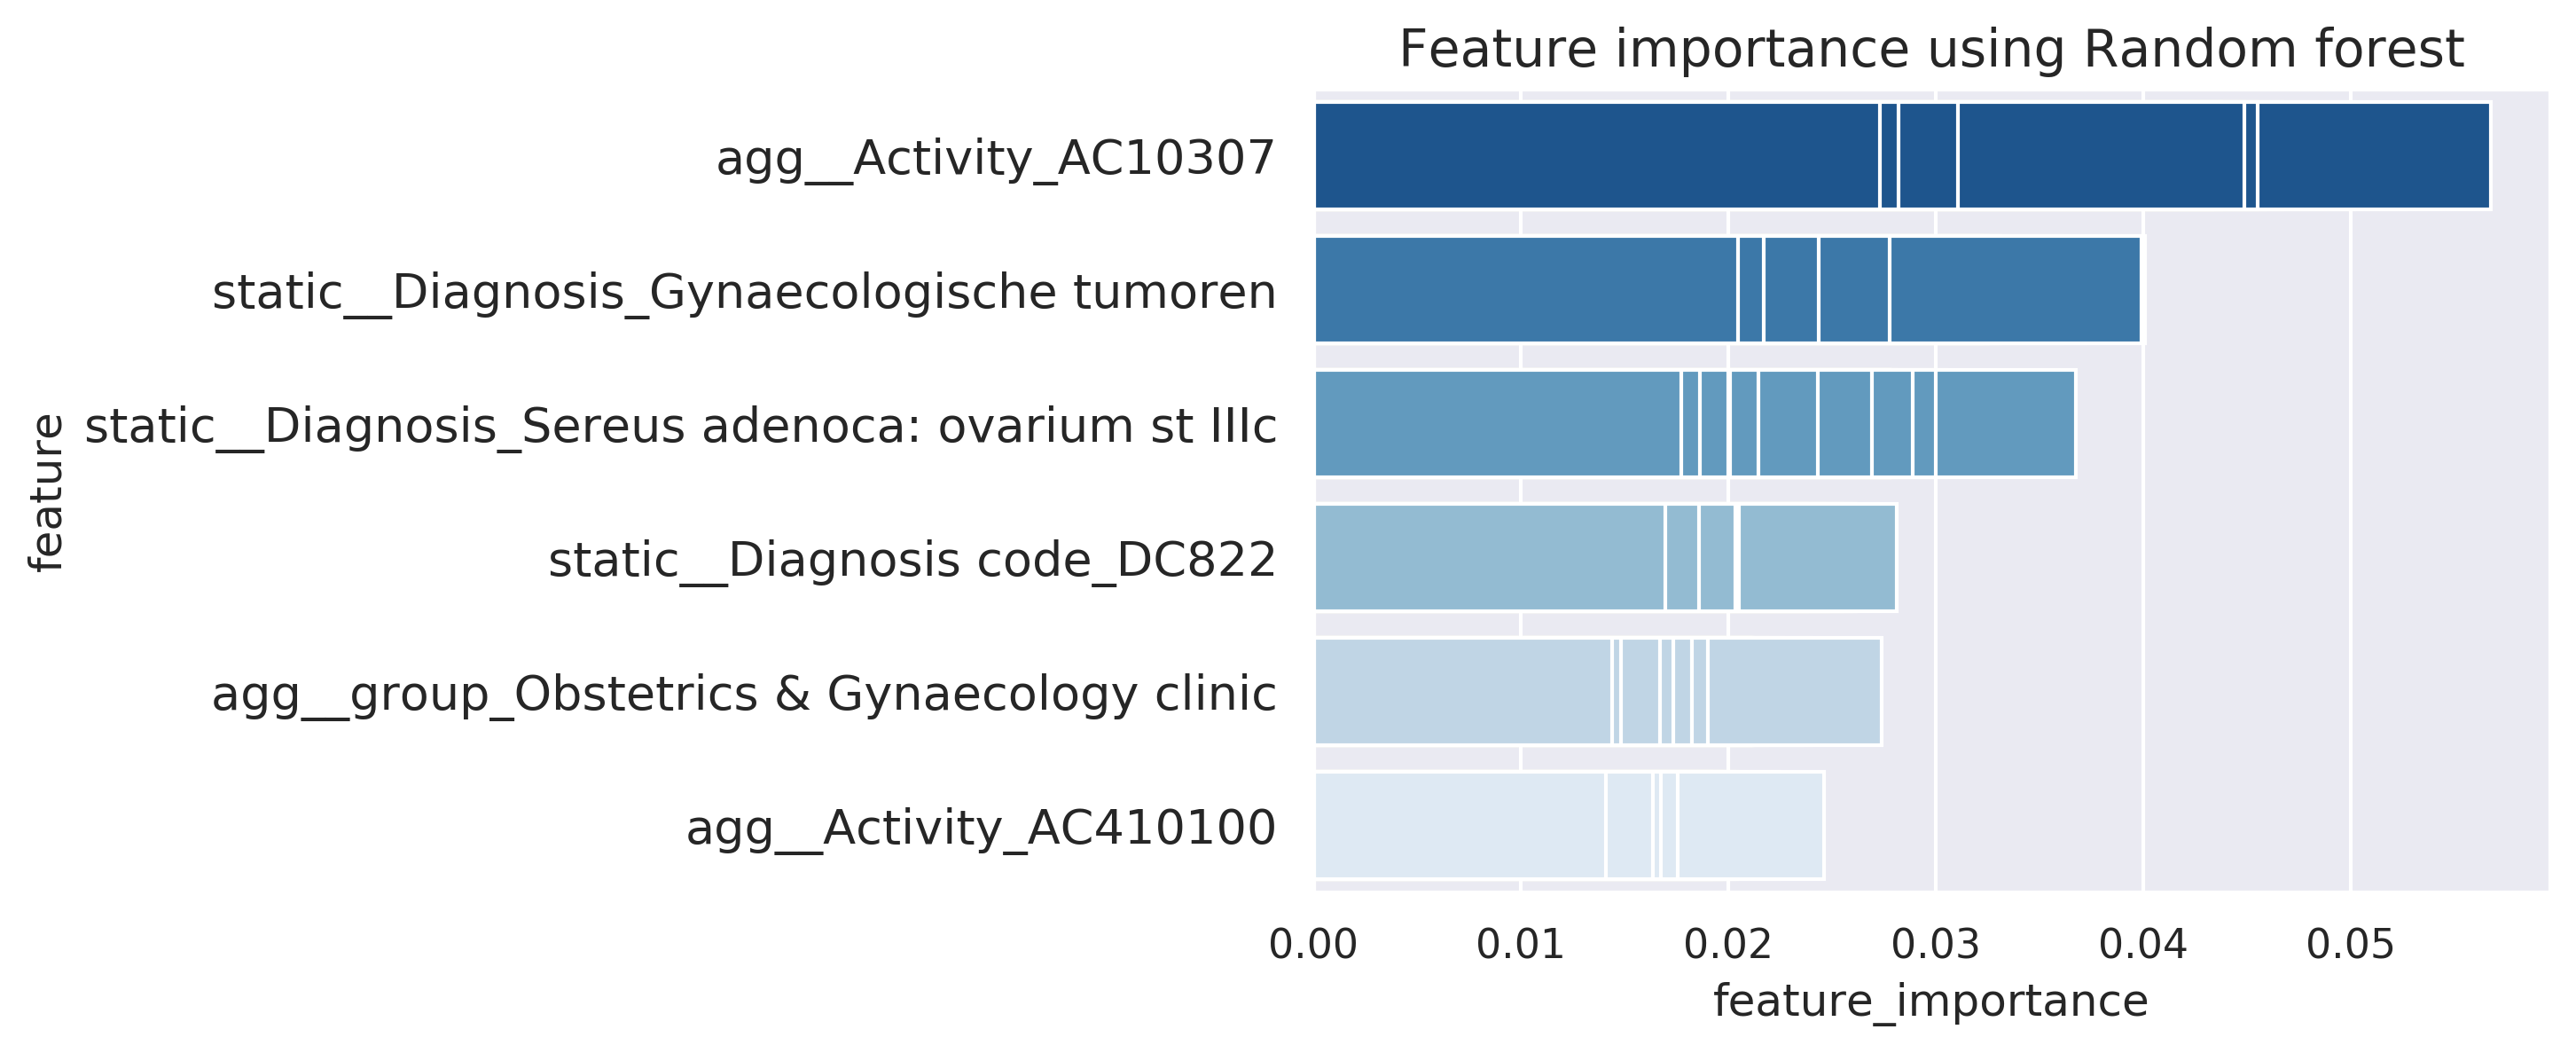 Feature importance using Random forest
feature
agg__Activity_AC10307
static__Diagnosis_Gynaecologische tumoren
static__Diagnosis_Sereus adenoca: ovarium st IIIc
static__Diagnosis code_DC822
agg__group_Obstetrics & Gynaecology clinic
agg__Activity_AC410100
0.00 0.01 0.02 0.03 0.04 0.05
feature_importance